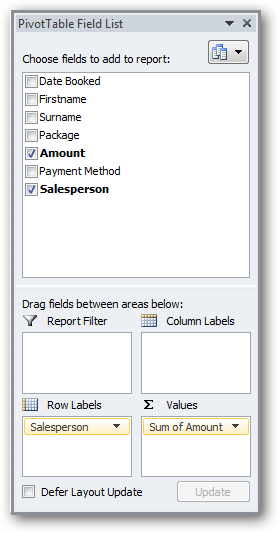 PivotTable Field List
Choose fields to add to report:
Date Booked
Firstname
Surname
Package
Amount
Payment Method
Salesperson
Drag fields between areas below:
Report Filter
Column Labels
Row Labels
Σ Values
Salesperson
Sum of Amount
Defer Layout Update
Update